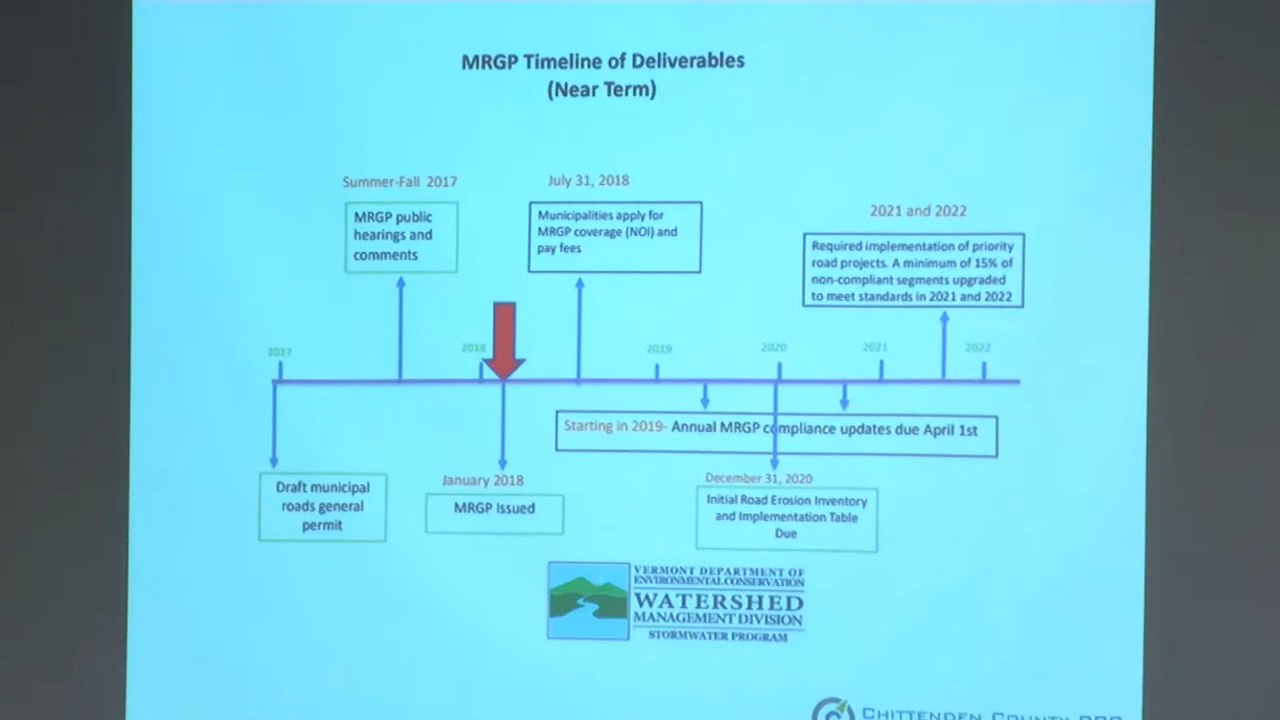 MRGP Timeline of Deliverables
(Near Term)
Summer-Fall 2017
MRGP public
hearings and
comments
July 31, 2018
Municipalities apply for
MRGP coverage (NOI) and
pay fees
2021 and 2022
Required implementation of priority
road projects. A minimum of 15% of
non-compliant segments upgraded
to meet standards in 2021 and 2022
2017
2018
2019
2020
2021
2022
Starting in 2019- Annual MRGP compliance updates due April 1st
Draft municipal
roads general
permit
January 2018
MRGP Issued
December 31, 2020
Initial Road Erosion Inventory
and Implementation Table
Due
VERMONT DEPARTMENT OF
ENVIRONMENTAL CONSERVATION
WATERSHED
MANAGEMENT DIVISION
STORMWATER PROGRAM
CHITTENDEN COUNTY